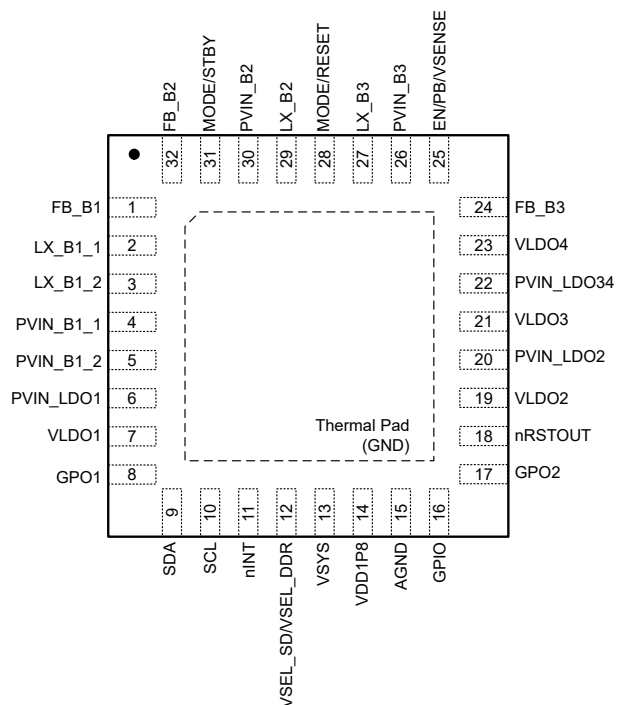 FB_B2
MODE/STBY
PVIN_B2
LX_B2
MODE/RESET
LX_B3
PVIN_B3
EN/PB/VSENSE
32
31
30
29
28
27
26
25
FB_B1 1
LX_B1_1 2
LX_B1_2 3
PVIN_B1_1 4
PVIN_B1_2 5
PVIN_LDO1 6
VLDO1 7
GPO1 8
24 FB_B3
23 VLDO4
22 PVIN_LDO34
21 VLDO3
20 PVIN_LDO2
19 VLDO2
18 nRSTOUT
17 GPO2
Thermal Pad
(GND)
9
10
11
12
13
14
15
16
SDA
SCL
nINT
VSEL_SD/VSEL_DDR
VSYS
VDD1P8
AGND
GPIO